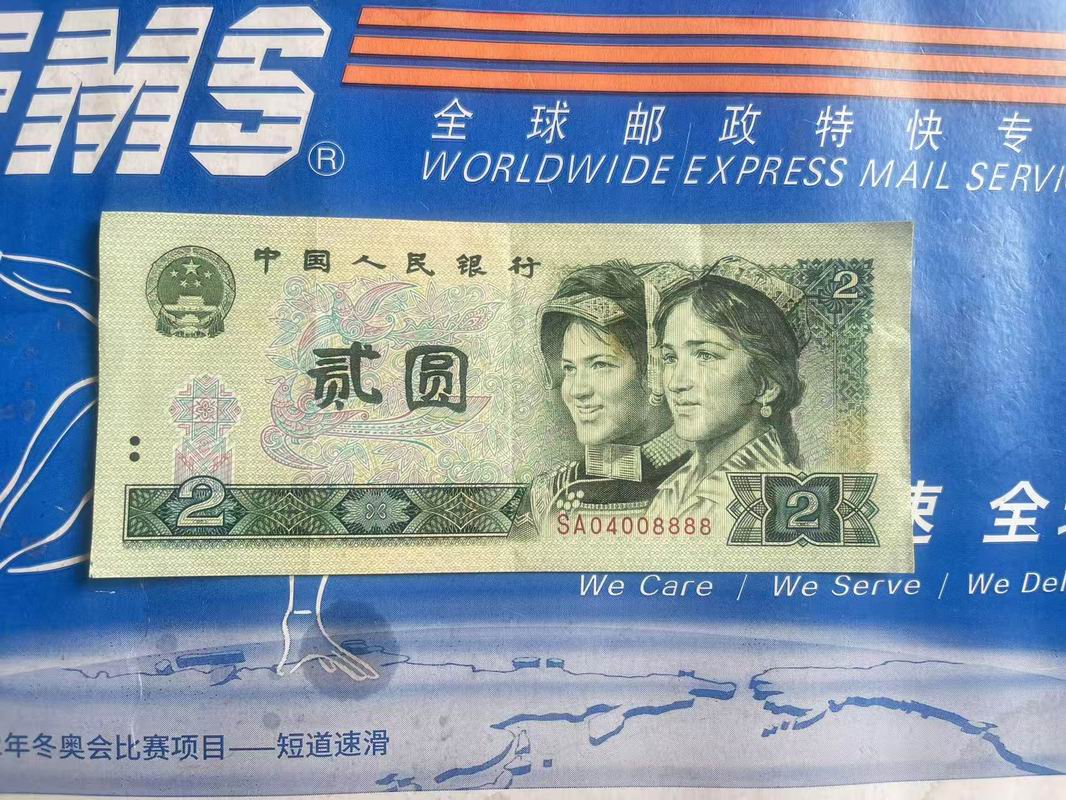 EMS®
全球邮政特快专
WORLDWIDE EXPRESS MAIL SERVI
中国人民银行
2
贰圆
2
SA04008888
2
速 全
We Care / We Serve / We Del
年冬奥会比赛项目——短道速滑